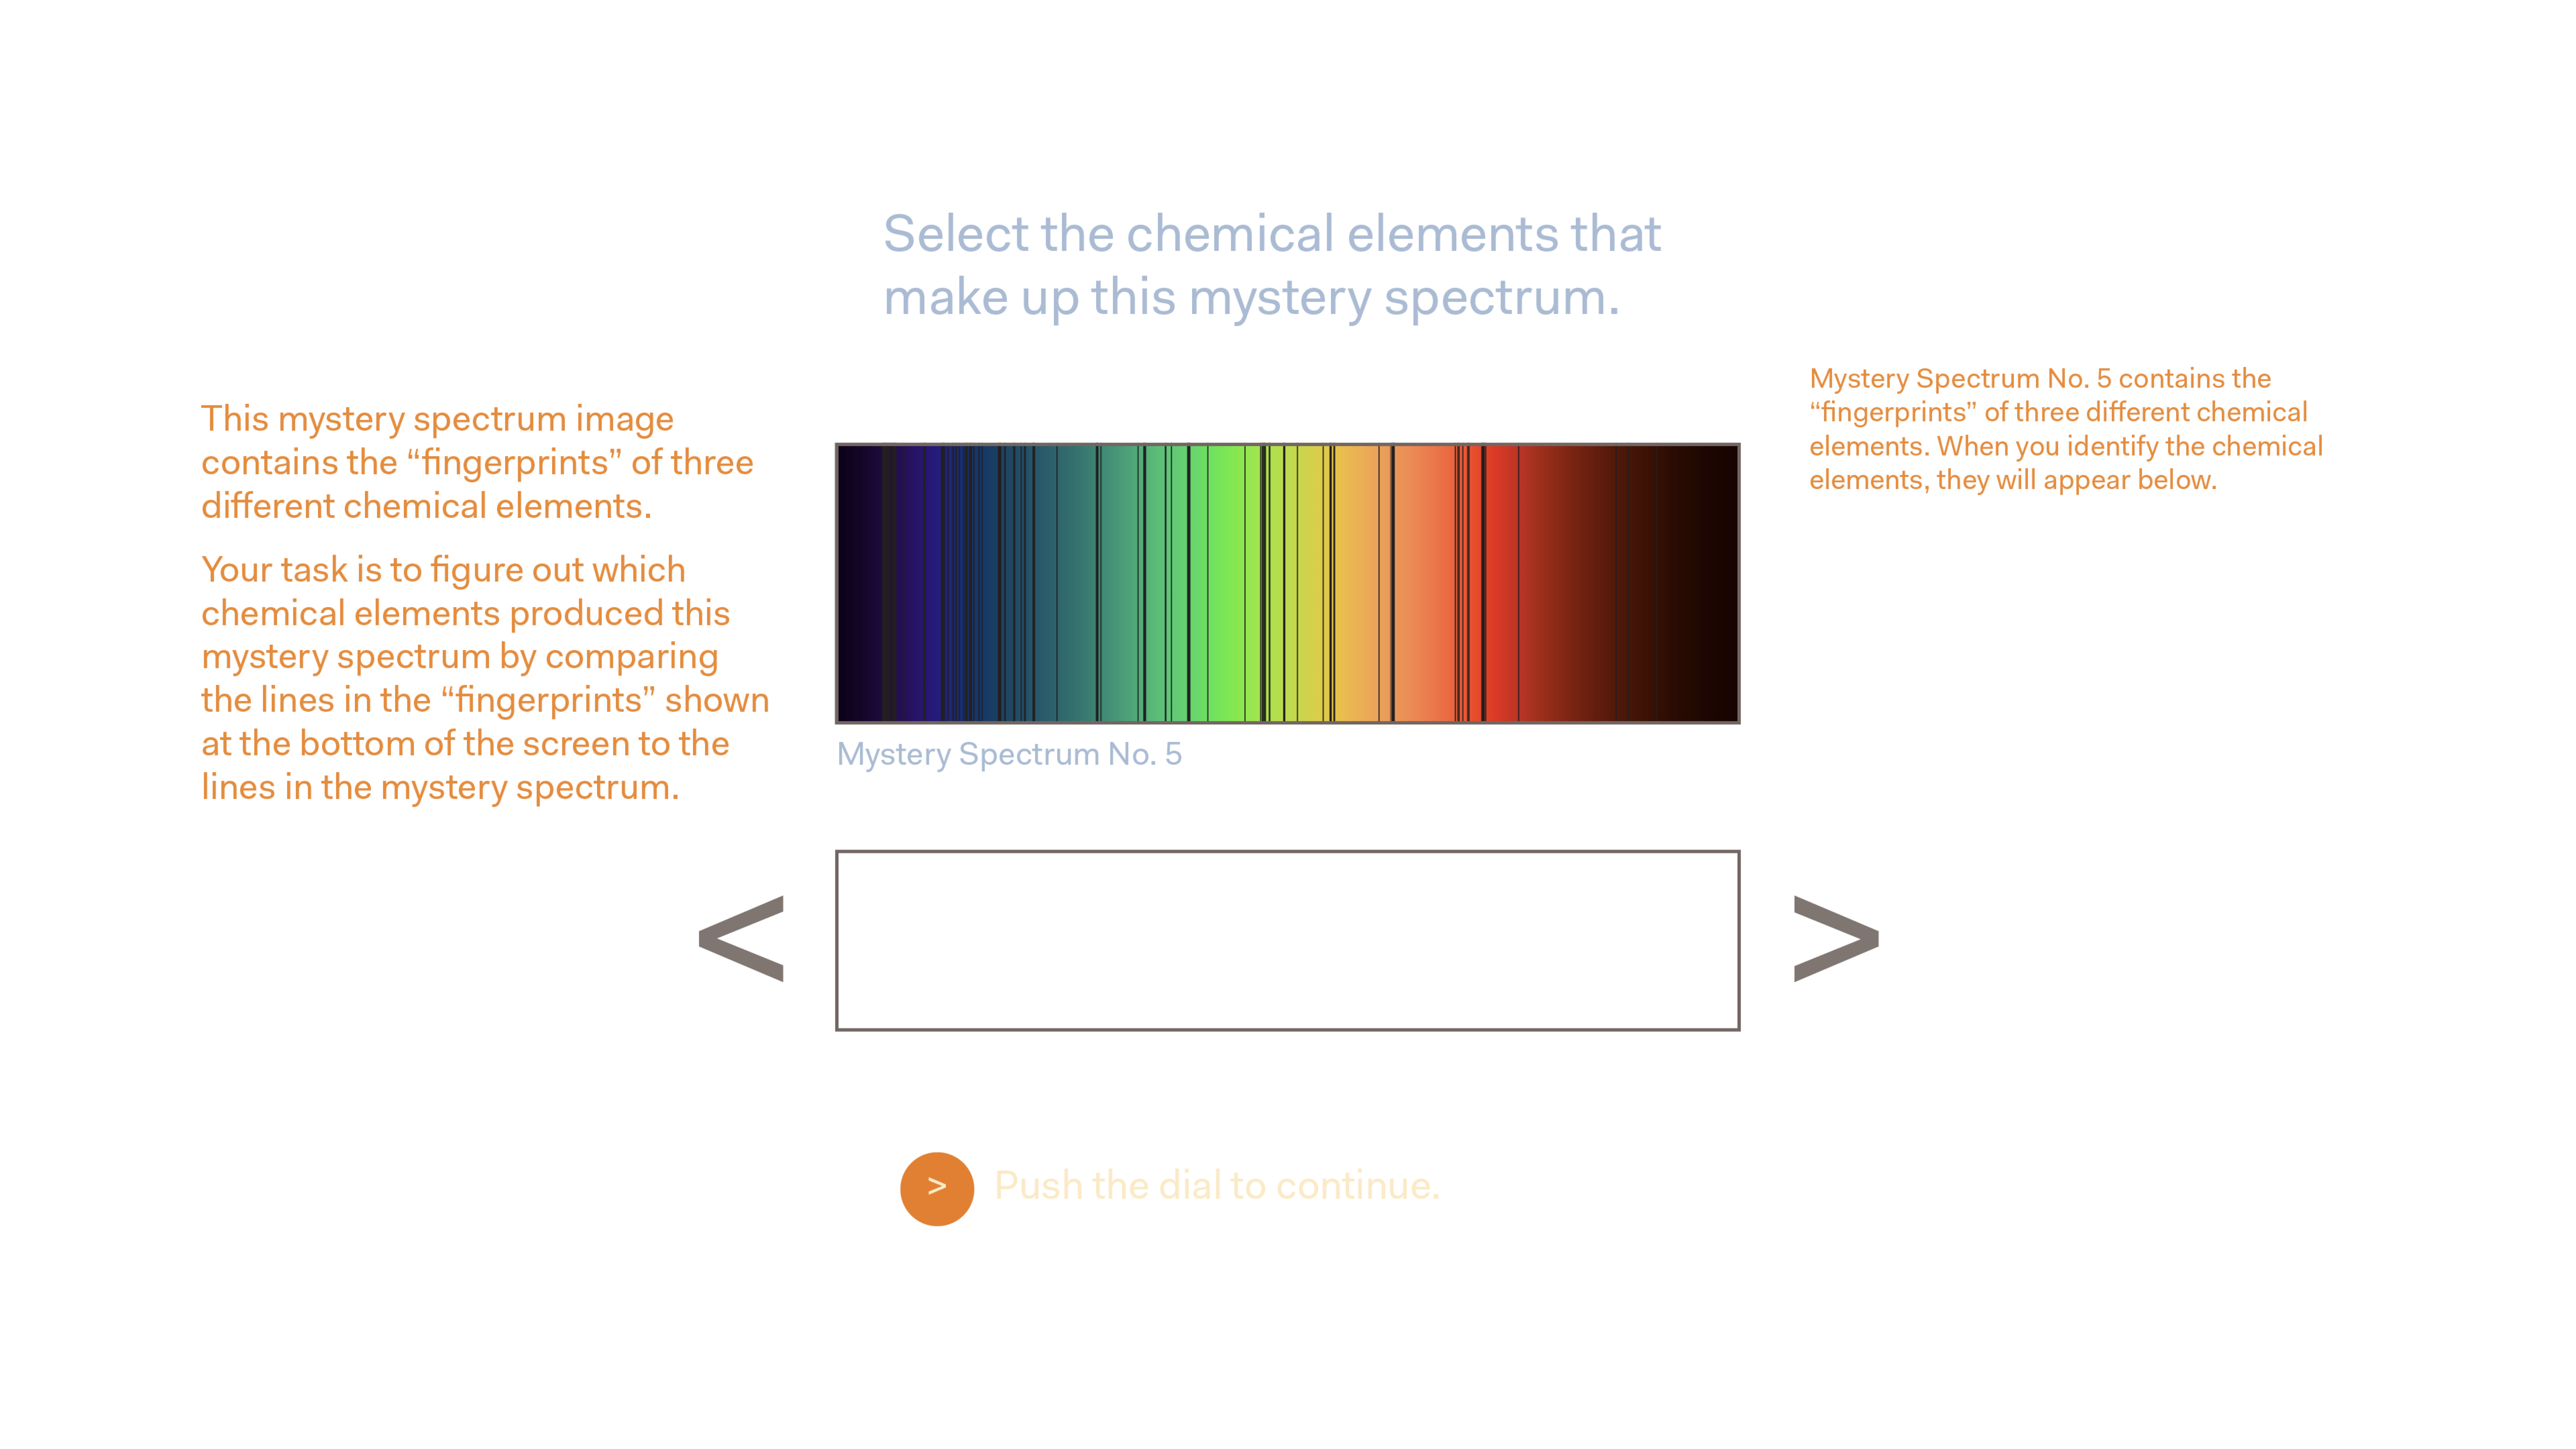 Select the chemical elements that
make up this mystery spectrum.
This mystery spectrum image
contains the “fingerprints” of three
different chemical elements.
Your task is to figure out which
chemical elements produced this
mystery spectrum by comparing
the lines in the “fingerprints” shown
at the bottom of the screen to the
lines in the mystery spectrum.
Mystery Spectrum No. 5
Mystery Spectrum No. 5 contains the
“fingerprints” of three different chemical
elements. When you identify the chemical
elements, they will appear below.
<
>
> Push the dial to continue.